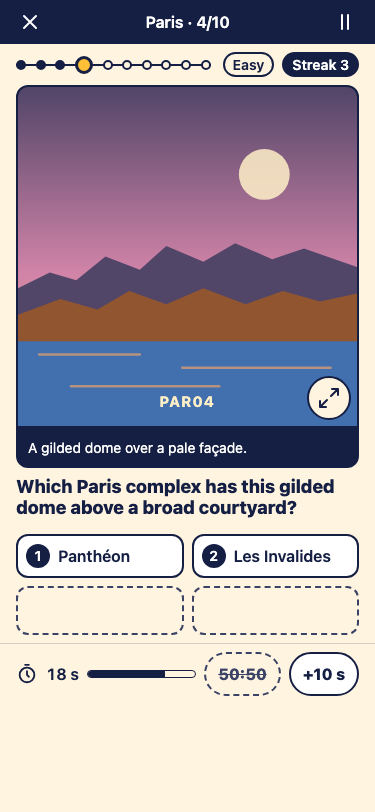 Paris · 4/10
Easy
Streak 3
PAR04
A gilded dome over a pale façade.
Which Paris complex has this gilded
dome above a broad courtyard?
1 Panthéon
2 Les Invalides
18 s
50:50
+10 s